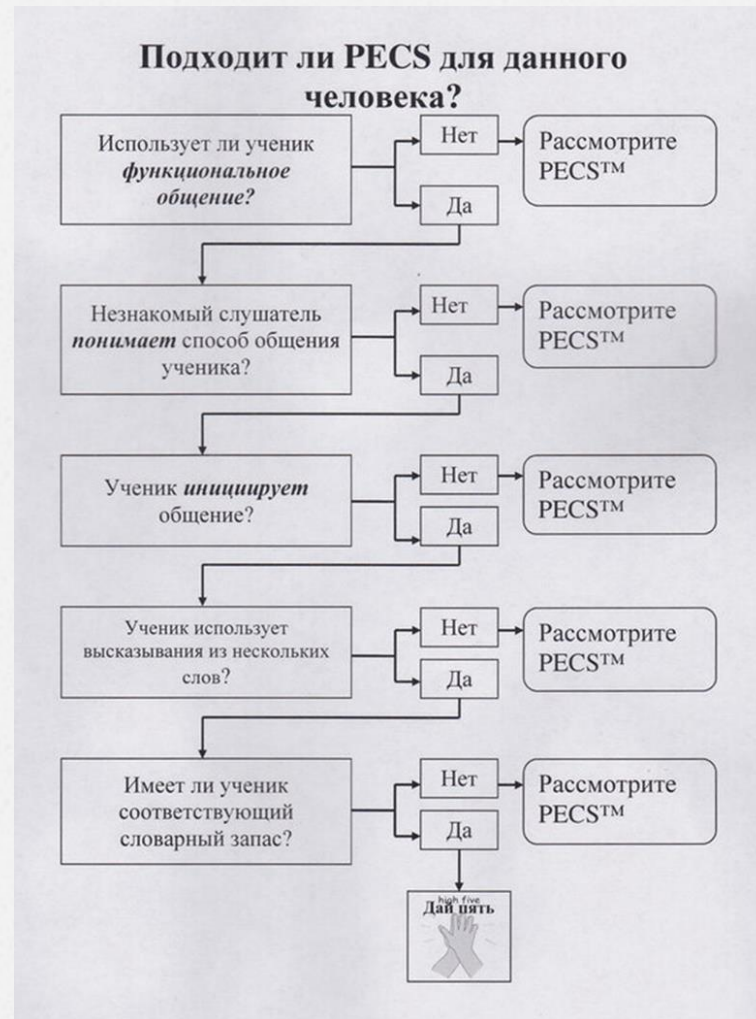 Подходит ли PECS для данного
человека?
Использует ли ученик
функциональное
общение?
Нет
Рассмотрите
PECS™
Да
Незнакомый слушатель
понимает способ общения
ученика?
Нет
Рассмотрите
PECS™
Да
Ученик инициирует
общение?
Нет
Рассмотрите
PECS™
Да
Ученик использует
высказывания из нескольких
слов?
Нет
Рассмотрите
PECS™
Да
Имеет ли ученик
соответствующий
словарный запас?
Нет
Рассмотрите
PECS™
Да
high five
Дай пять